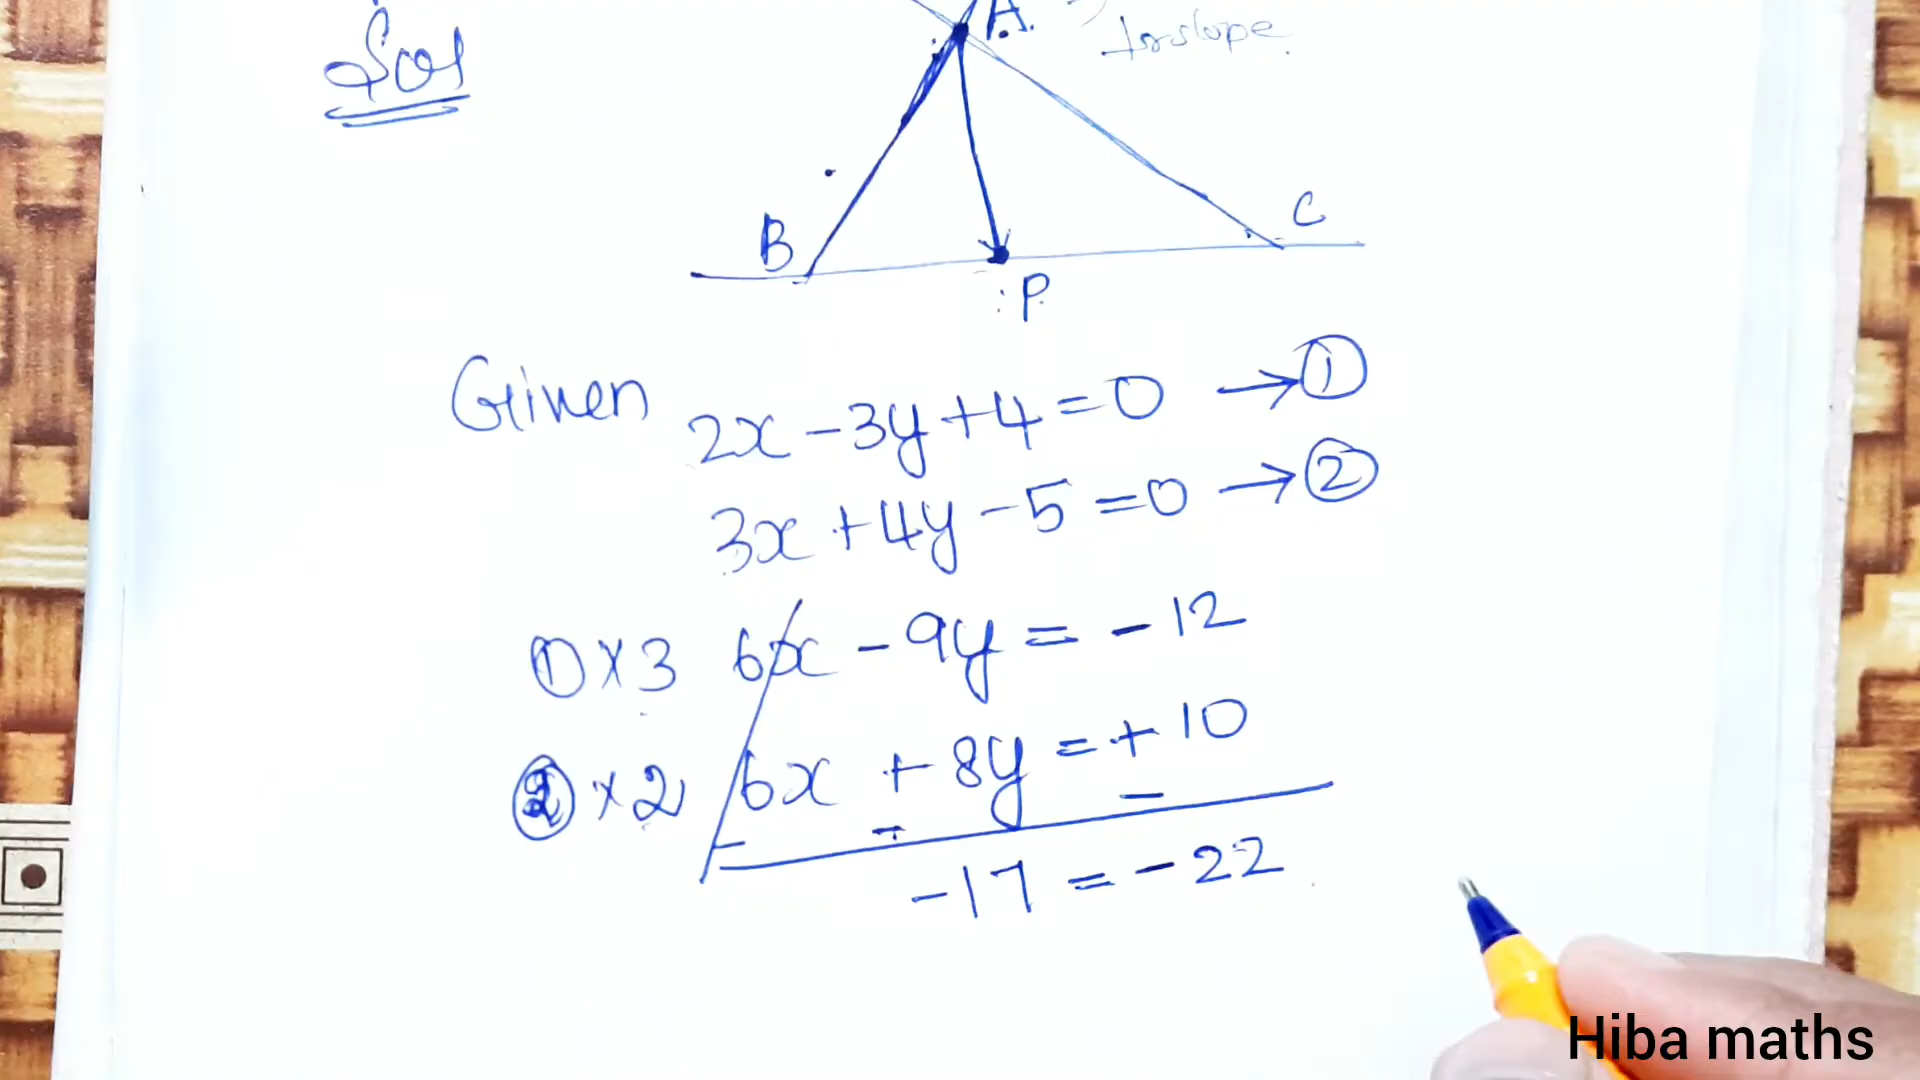 Sol
A
B
C
P
Given 2x - 3y + 4 = 0 → ①
3x + 4y - 5 = 0 → ②
① × 3 6x - 9y = - 12
② × 2 6x + 8y = + 10
- - -
-17 = -22
Hiba maths